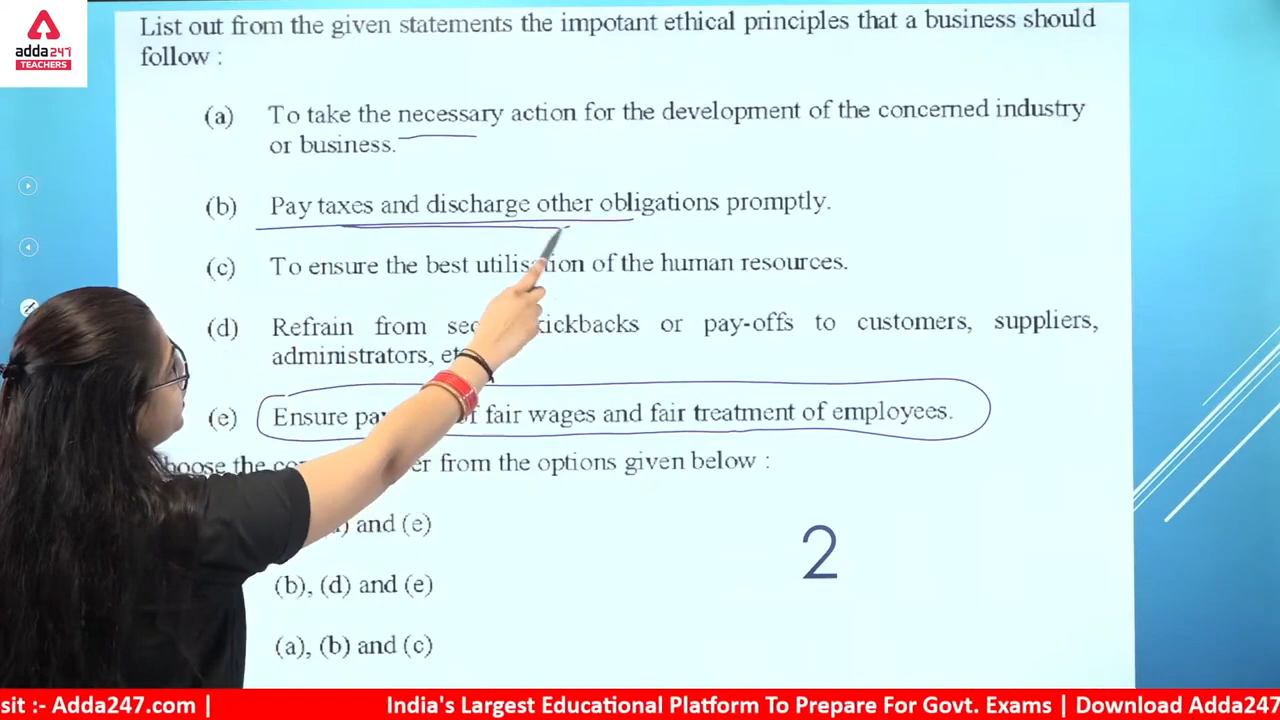 adda247
TEACHERS
List out from the given statements the impotant ethical principles that a business should
follow :
(a) To take the necessary action for the development of the concerned industry
or business.
(b) Pay taxes and discharge other obligations promptly.
(c) To ensure the best utilisation of the human resources.
(d) Refrain from kickbacks or pay-offs to customers, suppliers,
administrators,
(e) Ensure of fair wages and fair treatment of employees.
the from the options given below :
and (e)
2
(b), (d) and (e)
(a), (b) and (c)
sit :- Adda247.com | India's Largest Educational Platform To Prepare For Govt. Exams | Download Adda247